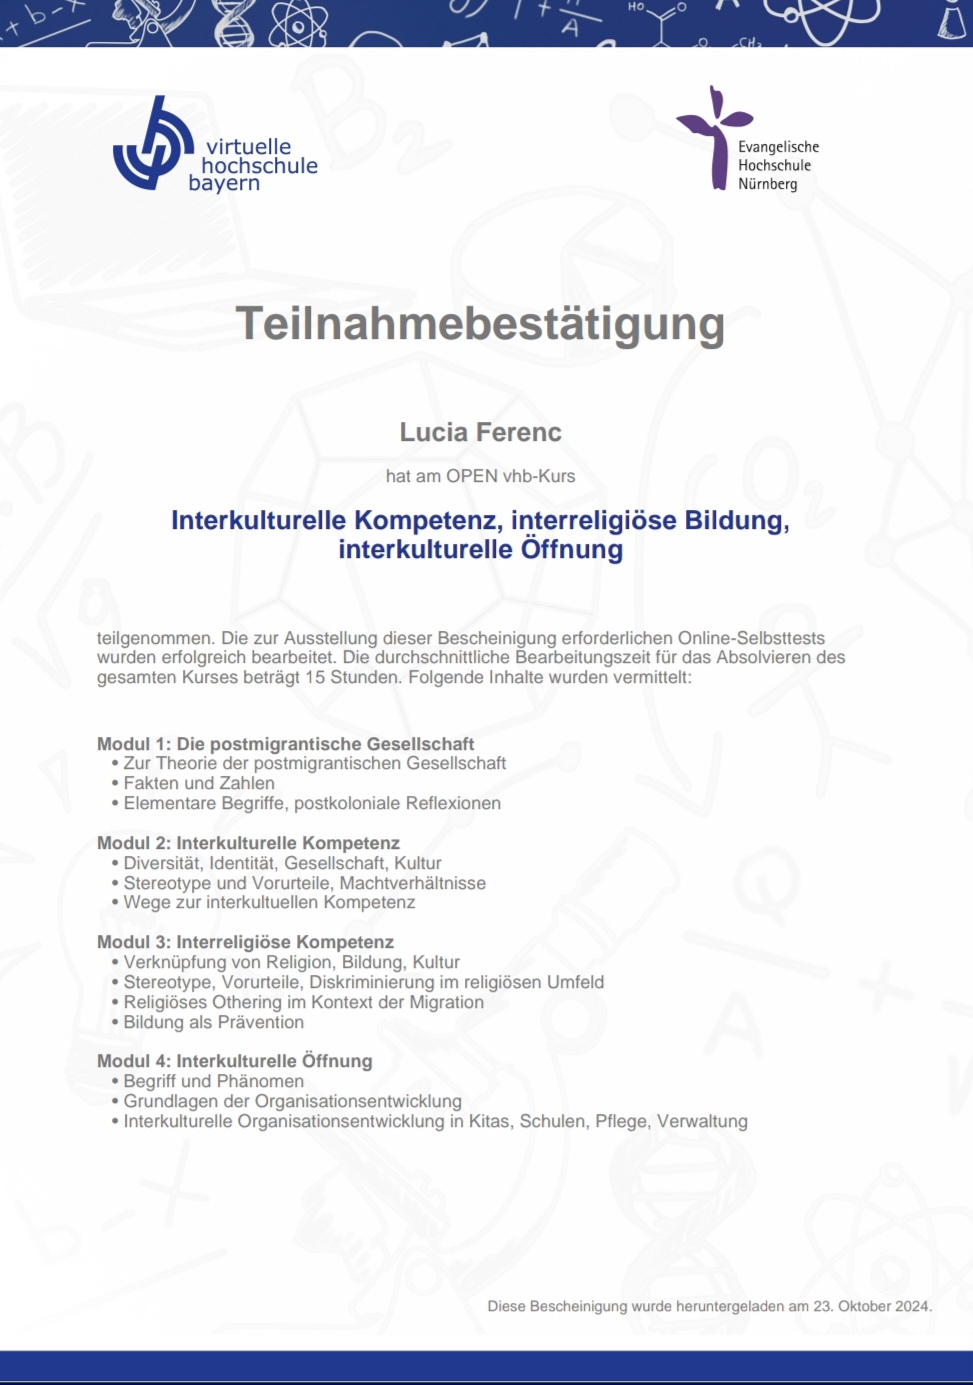 virtuelle
hochschule
bayern
Evangelische
Hochschule
Nürnberg
Teilnahmebestätigung
Lucia Ferenc
hat am OPEN vhb-Kurs
Interkulturelle Kompetenz, interreligiöse Bildung,
interkulturelle Öffnung
teilgenommen. Die zur Ausstellung dieser Bescheinigung erforderlichen Online-Selbsttests
wurden erfolgreich bearbeitet. Die durchschnittliche Bearbeitungszeit für das Absolvieren des
gesamten Kurses beträgt 15 Stunden. Folgende Inhalte wurden vermittelt:
Modul 1: Die postmigrantische Gesellschaft
• Zur Theorie der postmigrantischen Gesellschaft
• Fakten und Zahlen
• Elementare Begriffe, postkoloniale Reflexionen
Modul 2: Interkulturelle Kompetenz
• Diversität, Identität, Gesellschaft, Kultur
• Stereotype und Vorurteile, Machtverhältnisse
• Wege zur interkultuellen Kompetenz
Modul 3: Interreligiöse Kompetenz
• Verknüpfung von Religion, Bildung, Kultur
• Stereotype, Vorurteile, Diskriminierung im religiösen Umfeld
• Religiöses Othering im Kontext der Migration
• Bildung als Prävention
Modul 4: Interkulturelle Öffnung
• Begriff und Phänomen
• Grundlagen der Organisationsentwicklung
• Interkulturelle Organisationsentwicklung in Kitas, Schulen, Pflege, Verwaltung
Diese Bescheinigung wurde heruntergeladen am 23. Oktober 2024.